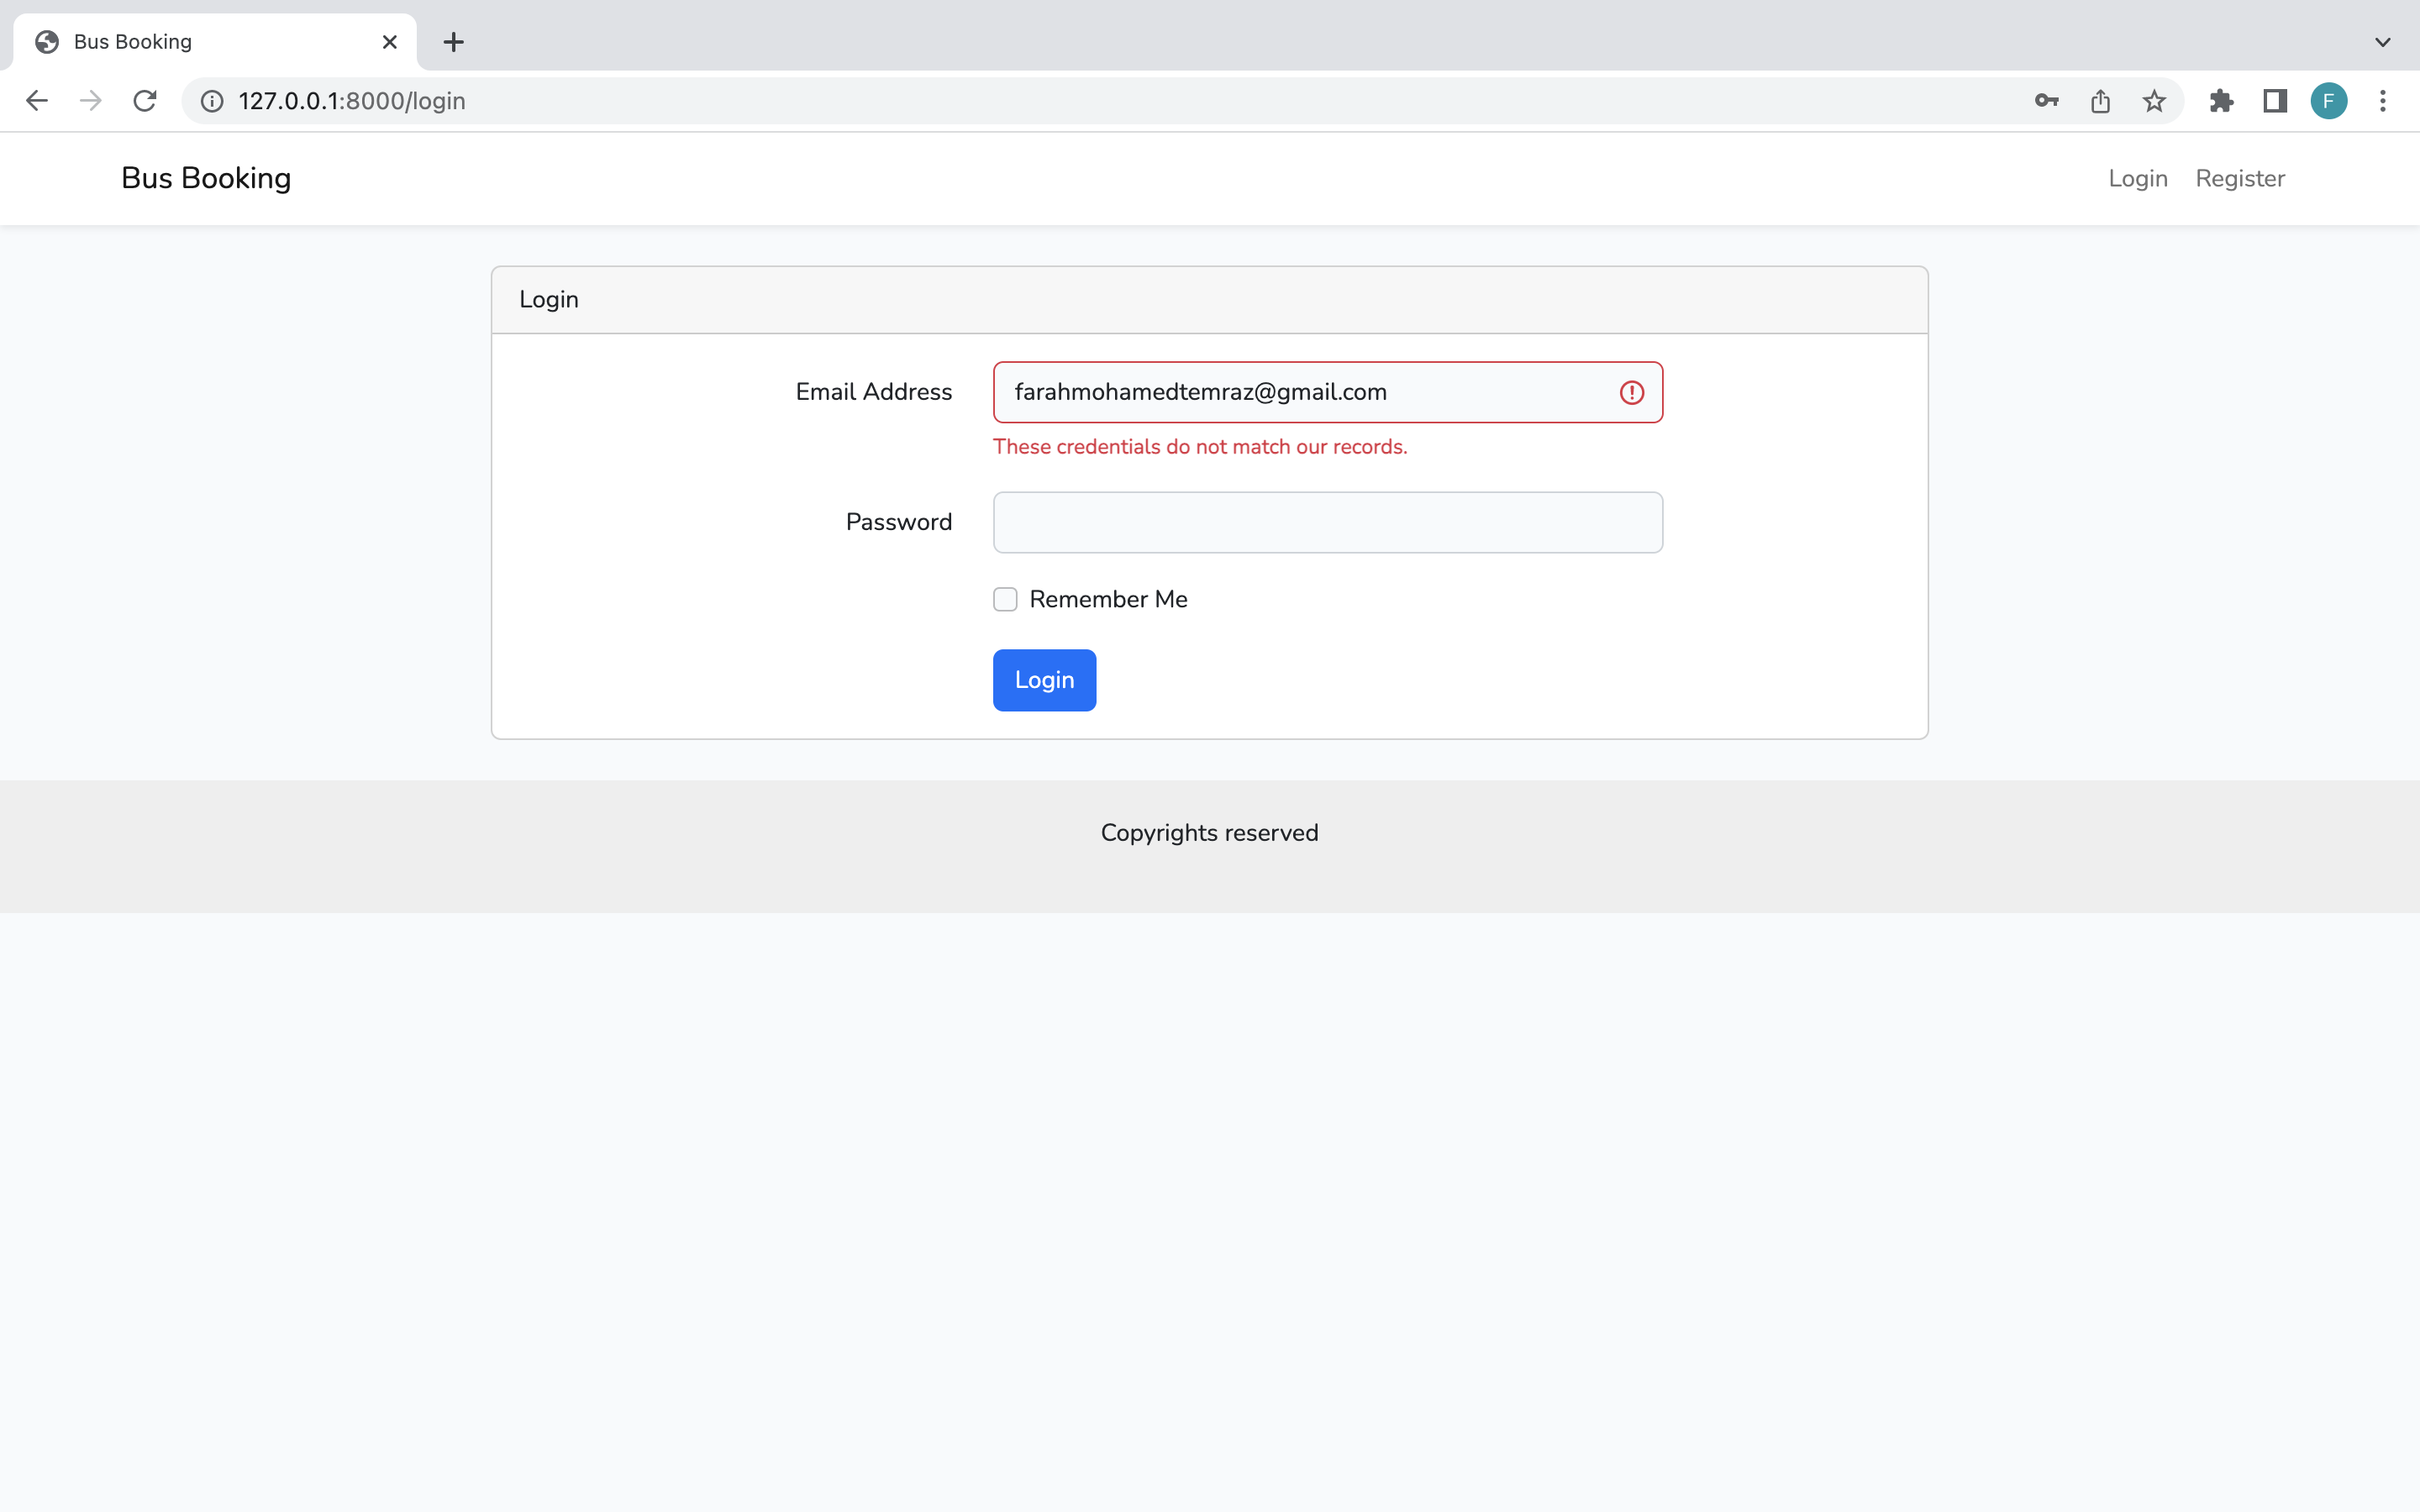 Bus Booking
127.0.0.1:8000/login
F
Bus Booking
Login Register
Login
Email Address farahmohamedtemraz@gmail.com
These credentials do not match our records.
Password
Remember Me
Login
Copyrights reserved